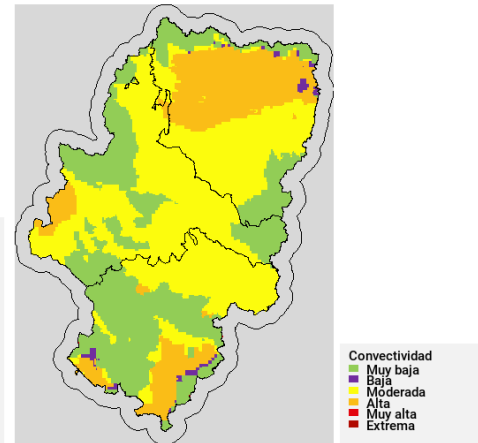 Convectividad
Muy baja
Baja
Moderada
Alta
Muy alta
Extrema